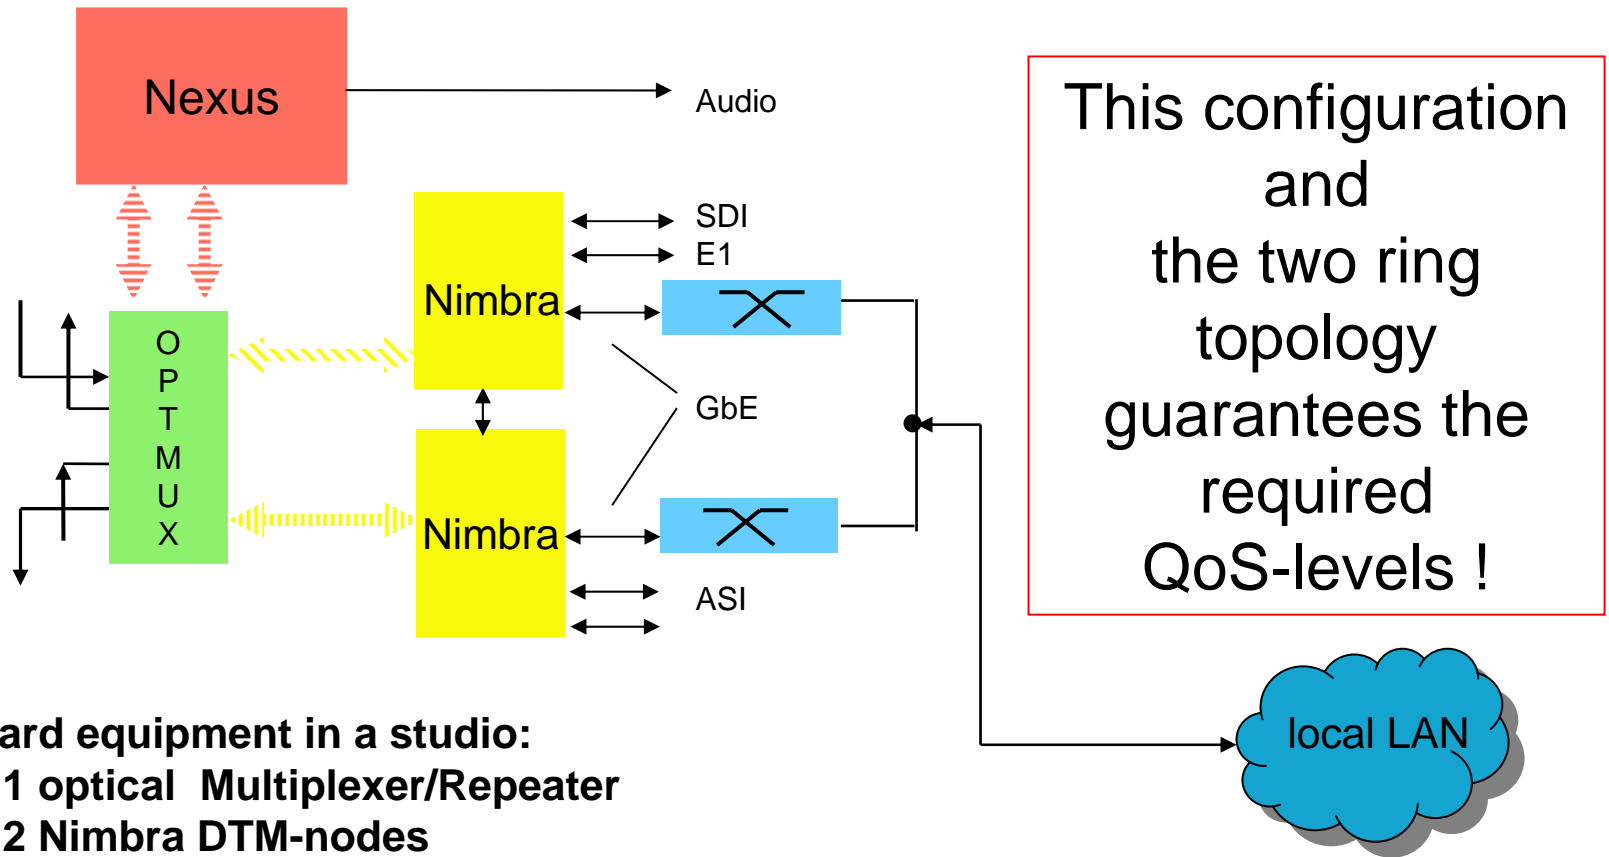 Nexus
Audio
SDI
E1
Nimbra
O
P
T
M
U
X
GbE
Nimbra
ASI
This configuration
and
the two ring
topology
guarantees the
required
QoS-levels !
local LAN
equipment in a studio:
1 optical Multiplexer/Repeater
2 Nimbra DTM-nodes